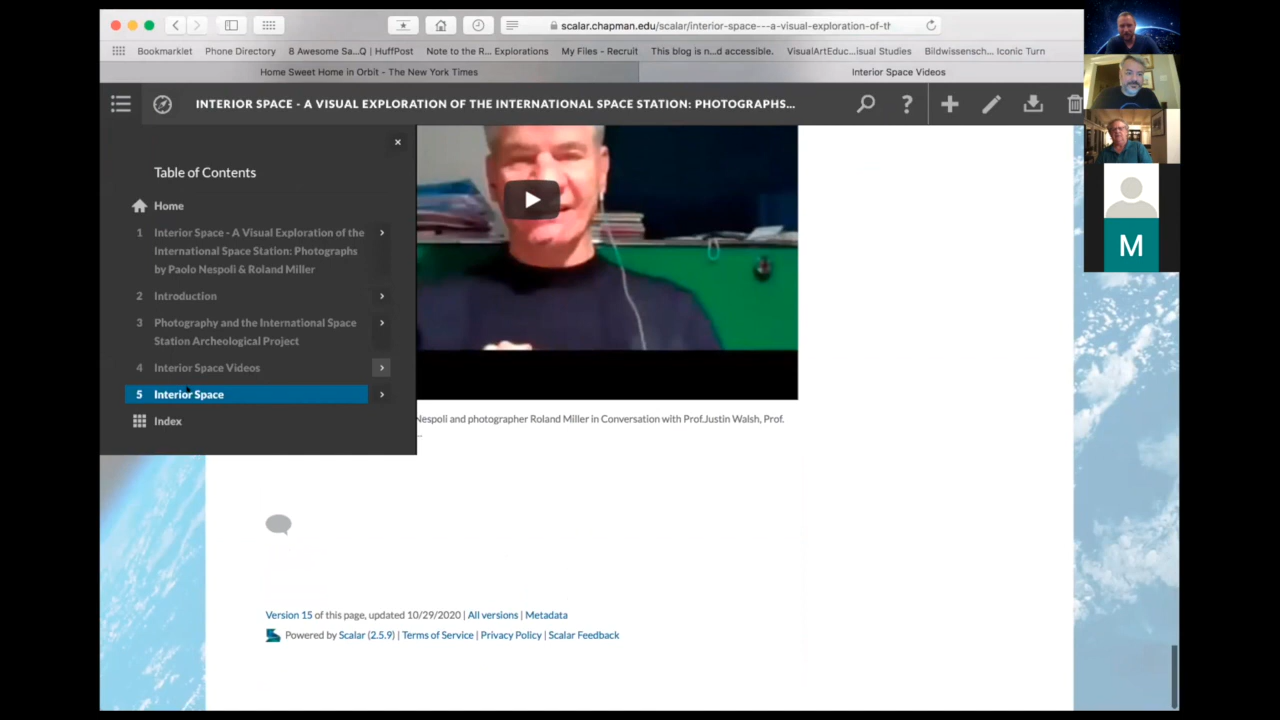 scalar.chapman.edu/scalar/interior-space---a-visual-exploration-of-th
Bookmarklet Phone Directory 8 Awesome Sa...Q | HuffPost Note to the R... Explorations My Files - Recruit This blog is n...d accessible. VisualArtEduc...isual Studies Bildwissensch... Iconic Turn
Home Sweet Home in Orbit - The New York Times Interior Space Videos
INTERIOR SPACE - A VISUAL EXPLORATION OF THE INTERNATIONAL SPACE STATION: PHOTOGRAPHS...
Table of Contents
Home
1 Interior Space - A Visual Exploration of the
International Space Station: Photographs
by Paolo Nespoli & Roland Miller
2 Introduction
3 Photography and the International Space
Station Archeological Project
4 Interior Space Videos
5 Interior Space
Index
Nespoli and photographer Roland Miller in Conversation with Prof.Justin Walsh, Prof.
...
Version 15 of this page, updated 10/29/2020 | All versions | Metadata
Powered by Scalar (2.5.9) | Terms of Service | Privacy Policy | Scalar Feedback
M